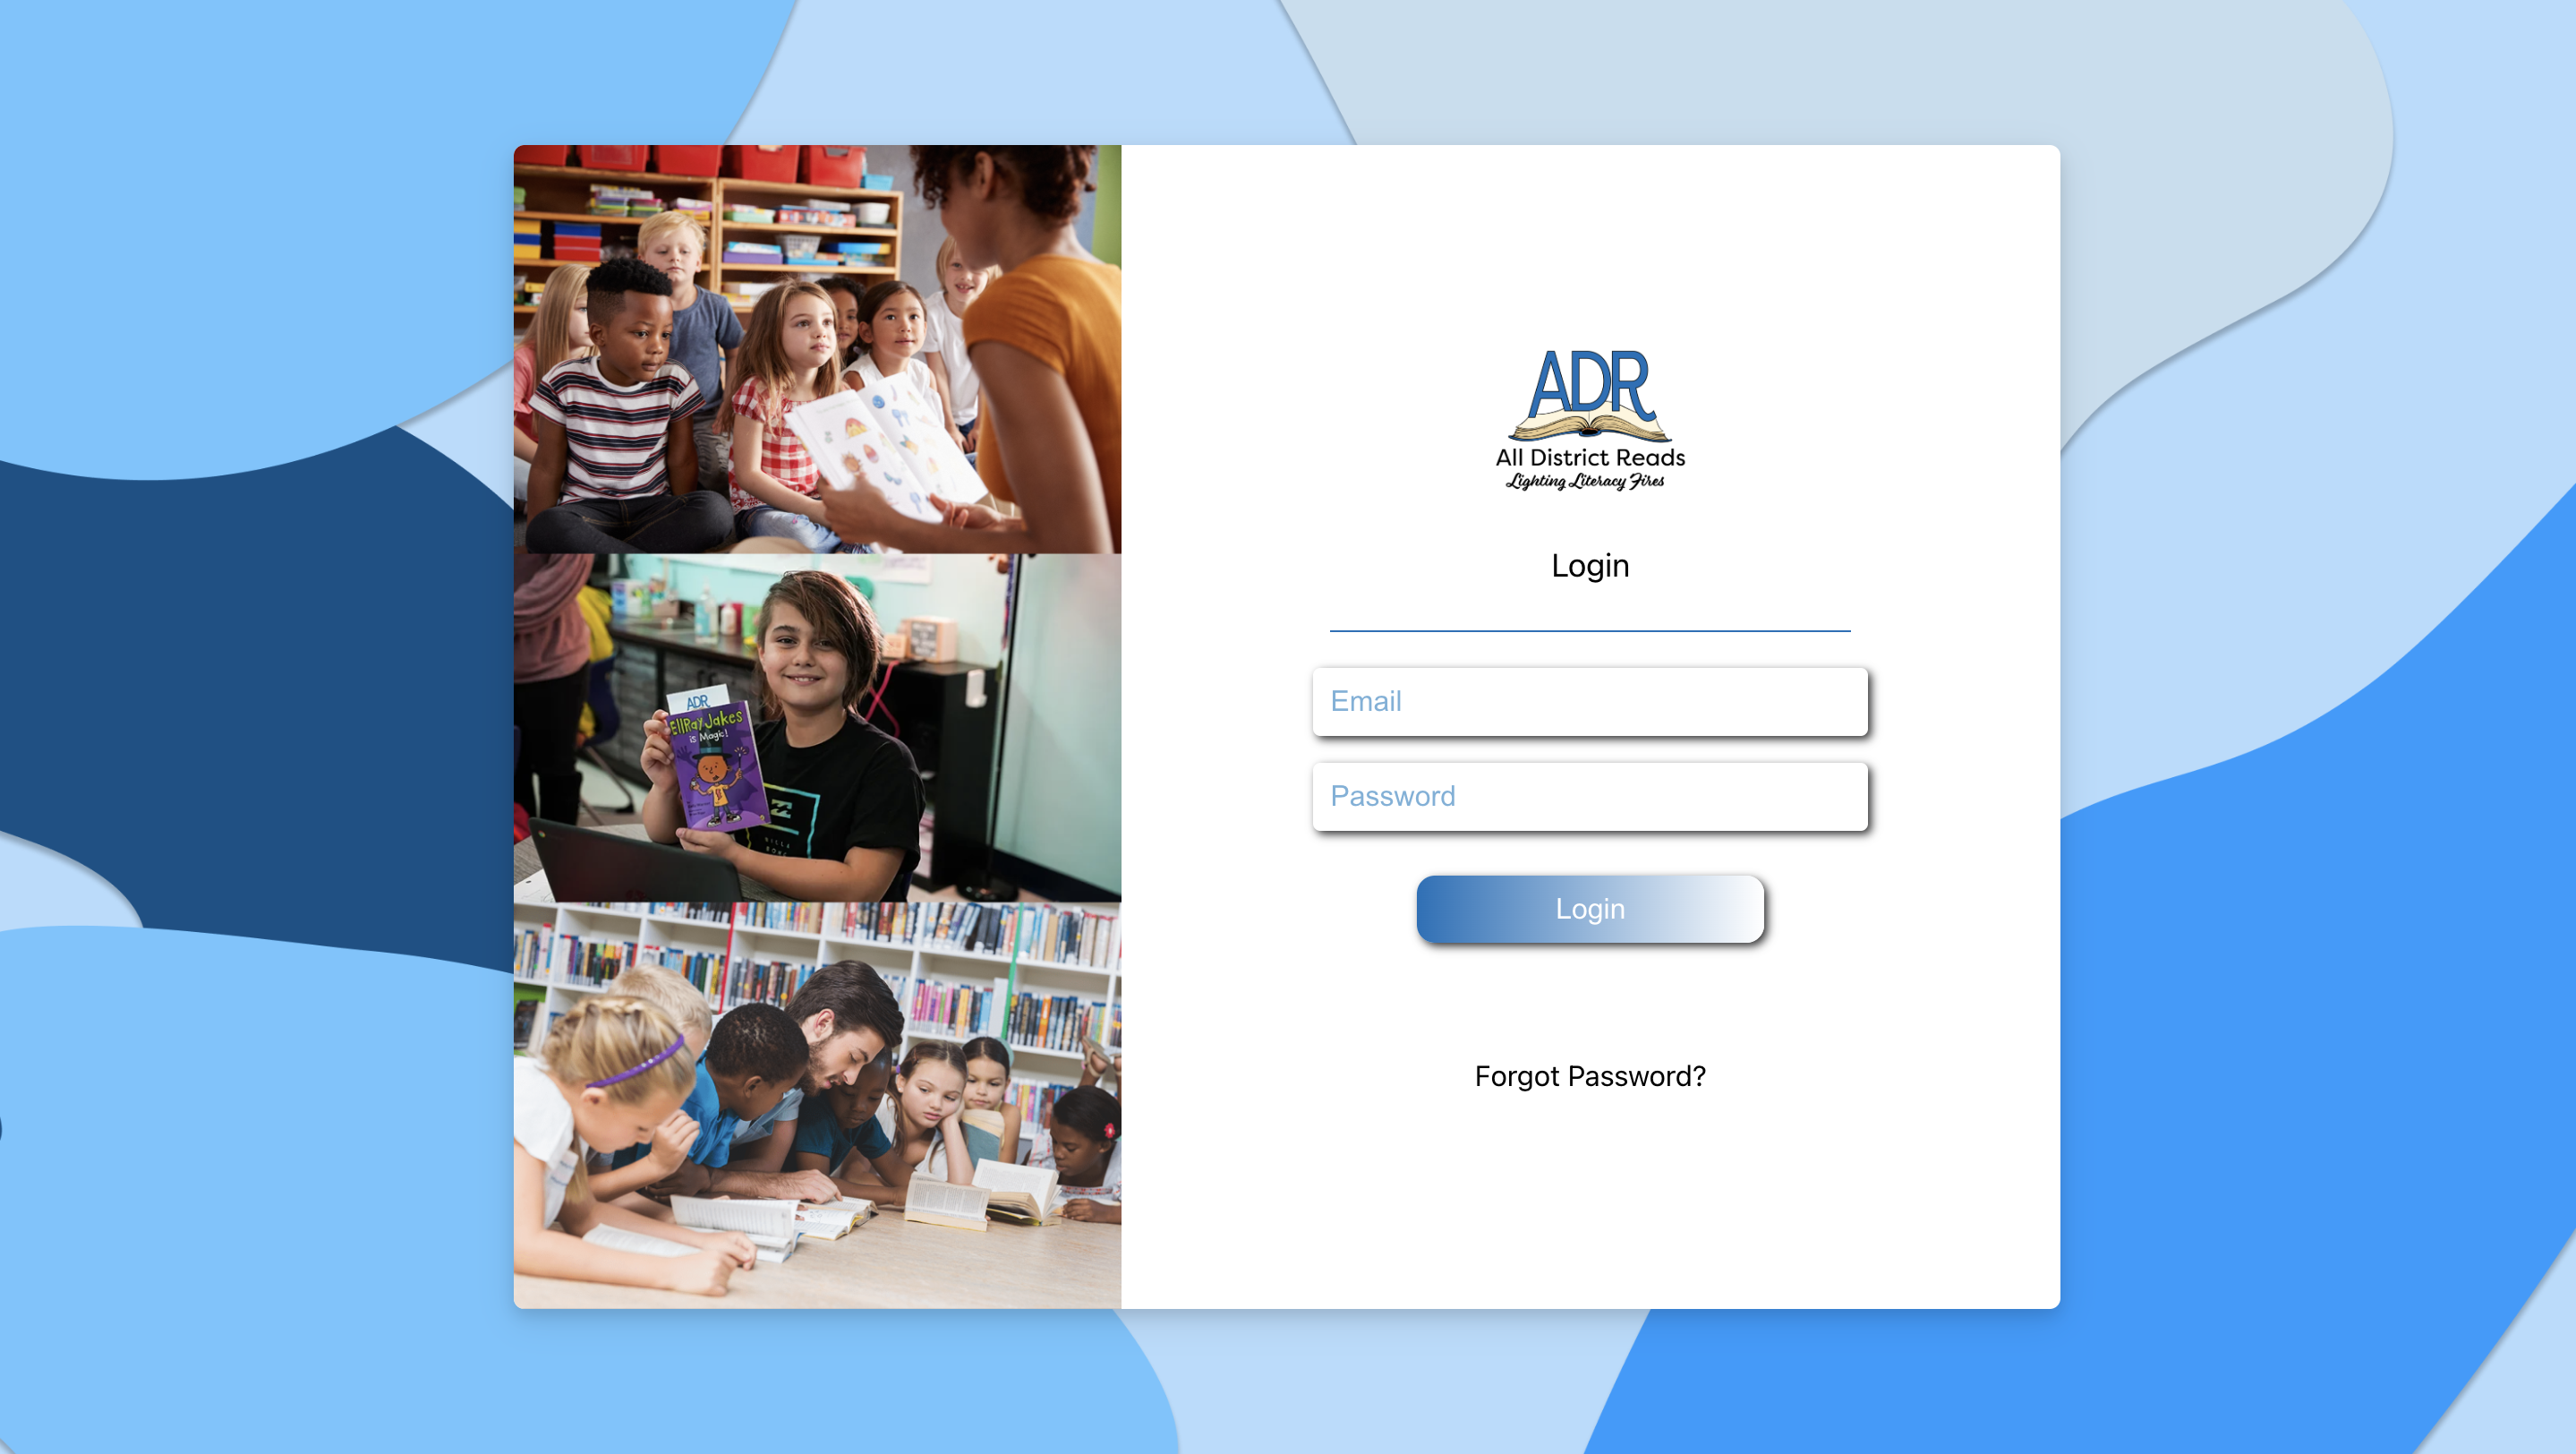 ADR
All District Reads
Lighting Literacy Fires
Login
Email
Password
Login
Forgot Password?
ADR
EllRay Jakes
is Magic!